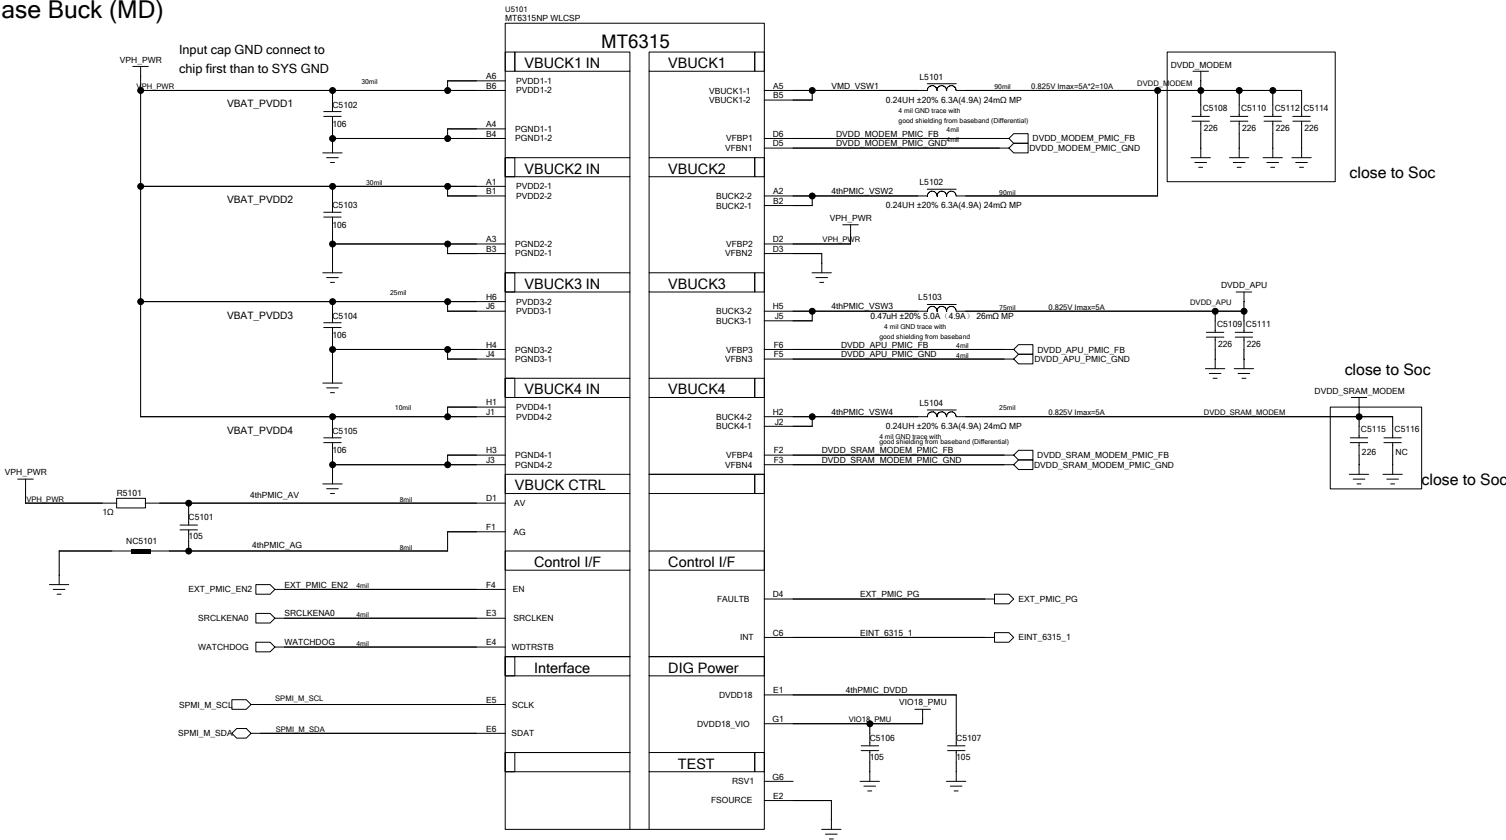 ase Buck (MD)
U5101
MT6315NP WLCSP
MT6315
Input cap GND connect to
chip first than to SYS GND
VPH_PWR
VPH_PWR
VBUCK1 IN
VBUCK1
30mil
A6
B6
PVDD1-1
PVDD1-2
VBAT_PVDD1
C5102
106
A4
B4
PGND1-1
PGND1-2
VBUCK1-1
VBUCK1-2
A5
B5
VMD_VSW1
L5101
90mil
0.825V Imax=5A*2=10A
0.24UH ±20% 6.3A(4.9A) 24mΩ MP
4 mil GND trace with
good shielding from baseband (Differential)
VFBP1
VFBN1
D6
D5
DVDD_MODEM_PMIC_FB
4mil
DVDD_MODEM_PMIC_FB
DVDD_MODEM_PMIC_GND
4mil
DVDD_MODEM_PMIC_GND
DVDD_MODEM
DVDD_MODEM
C5108
C5110
C5112
C5114
226
226
226
226
close to Soc
VBUCK2 IN
VBUCK2
30mil
A1
B1
PVDD2-1
PVDD2-2
VBAT_PVDD2
C5103
106
A3
B3
PGND2-2
PGND2-1
BUCK2-2
BUCK2-1
A2
B2
4thPMIC_VSW2
L5102
90mil
0.24UH ±20% 6.3A(4.9A) 24mΩ MP
VPH_PWR
VPH_PWR
VFBP2
VFBN2
D2
D3
VBUCK3 IN
VBUCK3
25mil
H6
J6
PVDD3-2
PVDD3-1
VBAT_PVDD3
C5104
106
H4
J4
PGND3-2
PGND3-1
BUCK3-2
BUCK3-1
H5
J5
4thPMIC_VSW3
L5103
75mil
0.825V Imax=5A
0.47uH ±20% 5.0A（4.9A） 26mΩ MP
4 mil GND trace with
good shielding from baseband
VFBP3
VFBN3
F6
F5
DVDD_APU_PMIC_FB
4mil
DVDD_APU_PMIC_FB
DVDD_APU_PMIC_GND
4mil
DVDD_APU_PMIC_GND
DVDD_APU
DVDD_APU
C5109
C5111
226
226
close to Soc
VBUCK4 IN
VBUCK4
10mil
H1
J1
PVDD4-1
PVDD4-2
VBAT_PVDD4
C5105
106
H3
J3
PGND4-1
PGND4-2
BUCK4-2
BUCK4-1
H2
J2
4thPMIC_VSW4
L5104
25mil
0.825V Imax=5A
DVDD_SRAM_MODEM
DVDD_SRAM_MODEM
0.24UH ±20% 6.3A(4.9A) 24mΩ MP
4 mil GND trace with
good shielding from baseband (Differential)
VFBP4
VFBN4
F2
F3
DVDD_SRAM_MODEM_PMIC_FB
DVDD_SRAM_MODEM_PMIC_FB
DVDD_SRAM_MODEM_PMIC_GND
DVDD_SRAM_MODEM_PMIC_GND
C5115
C5116
226
NC
close to Soc
VBUCK CTRL
VPH_PWR
VPH_PWR
R5101
1Ω
4thPMIC_AV
8mil
D1
AV
C5101
105
NC5101
4thPMIC_AG
8mil
F1
AG
Control I/F
Control I/F
EXT_PMIC_EN2
EXT_PMIC_EN2
4mil
F4
EN
SRCLKENA0
SRCLKENA0
4mil
E3
SRCLKEN
WATCHDOG
WATCHDOG
4mil
E4
WDTRSTB
FAULTB
D4
EXT_PMIC_PG
EXT_PMIC_PG
INT
C6
EINT_6315_1
EINT_6315_1
Interface
DIG Power
SPMI_M_SCL
SPMI_M_SCL
E5
SCLK
SPMI_M_SDA
SPMI_M_SDA
E6
SDAT
DVDD18
E1
4thPMIC_DVDD
VIO18_PMU
DVDD18_VIO
G1
VIO18_PMU
C5106
105
C5107
105
TEST
RSV1
G6
FSOURCE
E2